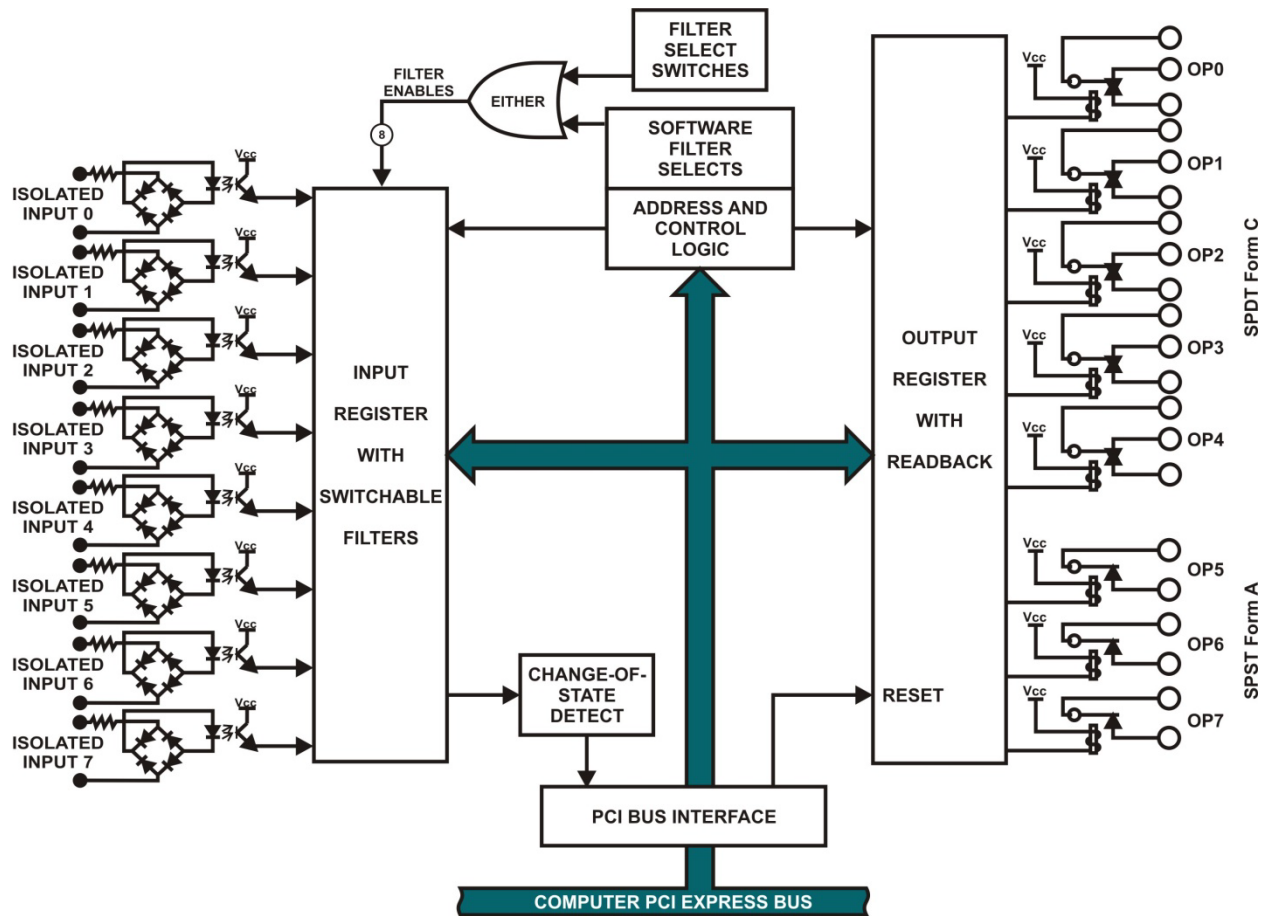 FILTER
SELECT
SWITCHES
FILTER
ENABLES
EITHER
8
SOFTWARE
FILTER
SELECTS
ADDRESS AND
CONTROL
LOGIC
Vcc
ISOLATED
INPUT 0
Vcc
ISOLATED
INPUT 1
Vcc
ISOLATED
INPUT 2
Vcc
ISOLATED
INPUT 3
Vcc
ISOLATED
INPUT 4
Vcc
ISOLATED
INPUT 5
Vcc
ISOLATED
INPUT 6
Vcc
ISOLATED
INPUT 7
INPUT
REGISTER
WITH
SWITCHABLE
FILTERS
CHANGE-OF-
STATE
DETECT
PCI BUS INTERFACE
COMPUTER PCI EXPRESS BUS
OUTPUT
REGISTER
WITH
READBACK
RESET
Vcc
OP0
Vcc
OP1
Vcc
OP2
Vcc
OP3
Vcc
OP4
SPDT Form C
Vcc
OP5
Vcc
OP6
Vcc
OP7
SPST Form A